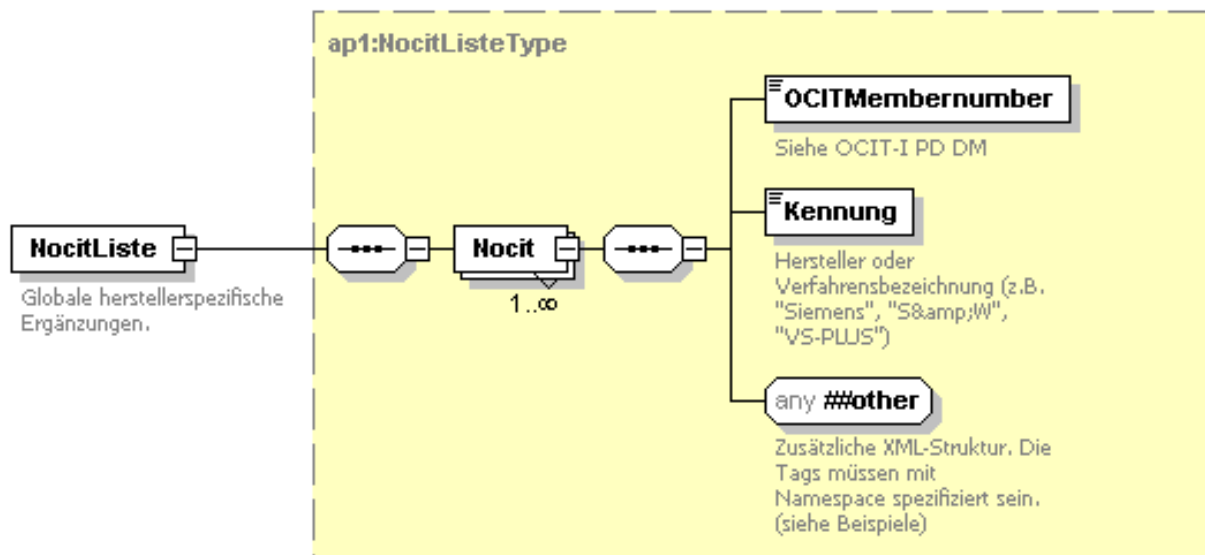 ap1:NocitListeType
OCITMembernumber
Siehe OCIT-I PD DM
Kennung
Hersteller oder
Verfahrensbezeichnung (z.B.
"Siemens", "S&amp;W",
"VS-PLUS")
NocitListe
Globale herstellerspezifische
Ergänzungen.
Nocit
1..∞
any ##other
Zusätzliche XML-Struktur. Die
Tags müssen mit
Namespace spezifiziert sein.
(siehe Beispiele)